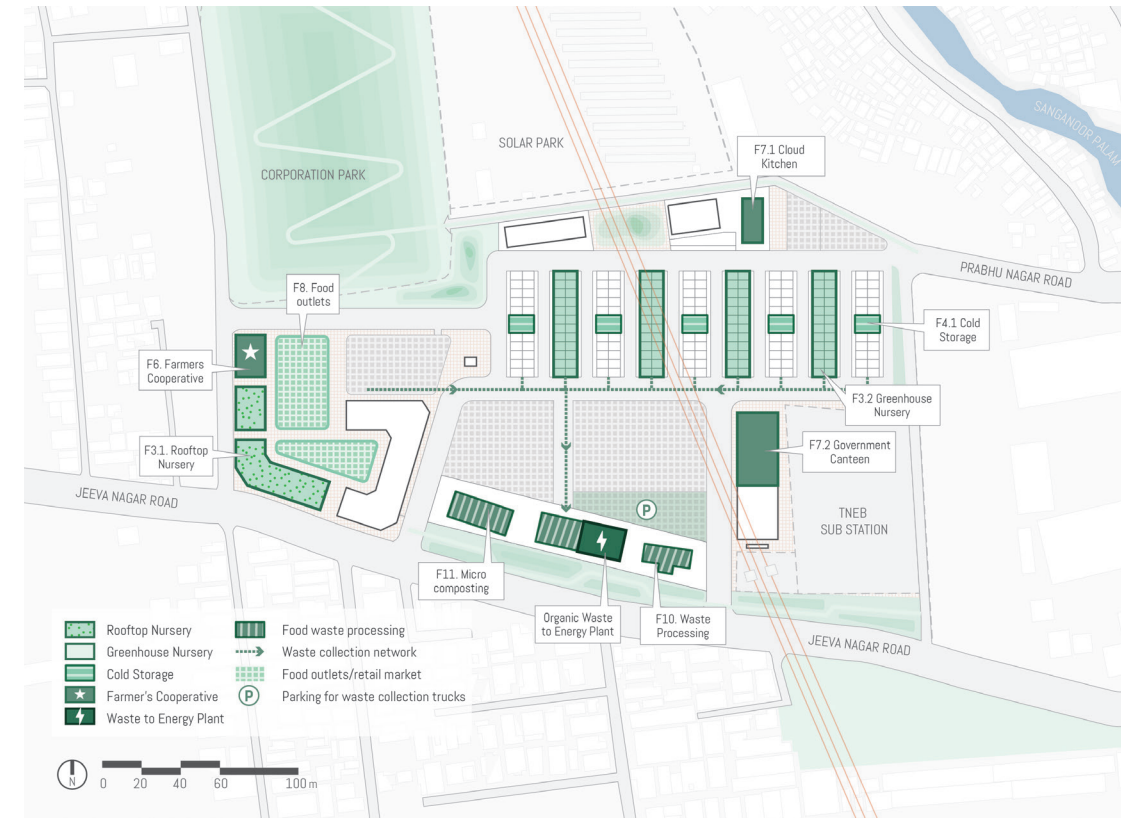 SANGANOOR PALAM
SOLAR PARK
F7.1 Cloud
Kitchen
CORPORATION PARK
PRABHU NAGAR ROAD
F8. Food
outlets
F4.1 Cold
Storage
F6. Farmers
Cooperative
F3.2 Greenhouse
Nursery
F3.1. Rooftop
Nursery
F7.2 Government
Canteen
JEEVA NAGAR ROAD
P
TNEB
SUB STATION
F11. Micro
composting
Organic Waste
to Energy Plant
F10. Waste
Processing
JEEVA NAGAR ROAD
Rooftop Nursery
Greenhouse Nursery
Cold Storage
Farmer's Cooperative
Waste to Energy Plant
Food waste processing
Waste collection network
Food outlets/retail market
P Parking for waste collection trucks
N
0 20 40 60 100 m